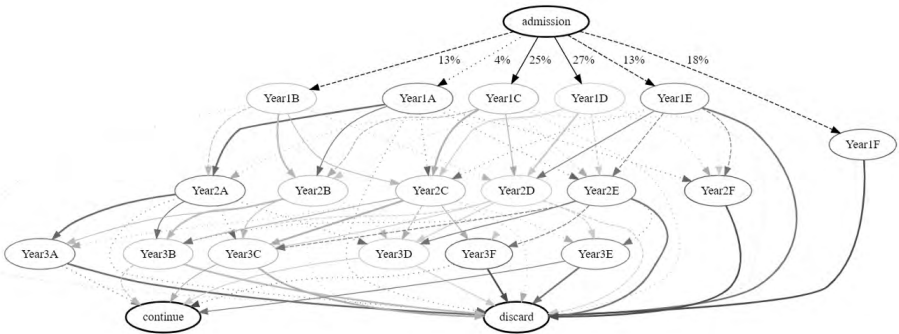 admission
13% 4% 25% 27% 13% 18%
Year1B Year1A Year1C Year1D Year1E
Year1F
Year2A Year2B Year2C Year2D Year2E Year2F
Year3A Year3B Year3C Year3D Year3F Year3E
continue discard